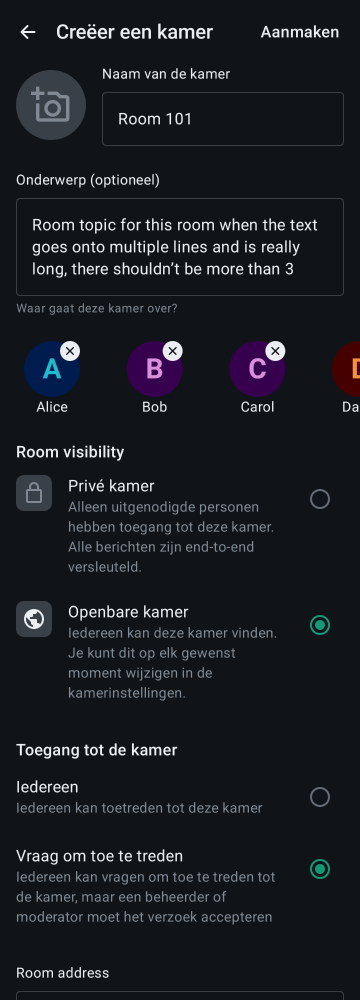 Creëer een kamer
Aanmaken
Naam van de kamer
Room 101
Onderwerp (optioneel)
Room topic for this room when the text
goes onto multiple lines and is really
long, there shouldn’t be more than 3
Waar gaat deze kamer over?
A
B
C
Alice
Bob
Carol
Da
Room visibility
Privé kamer
Alleen uitgenodigde personen
hebben toegang tot deze kamer.
Alle berichten zijn end-to-end
versleuteld.
Openbare kamer
Iedereen kan deze kamer vinden.
Je kunt dit op elk gewenst
moment wijzigen in de
kamerinstellingen.
Toegang tot de kamer
Iedereen
Iedereen kan toetreden tot deze kamer
Vraag om toe te treden
Iedereen kan vragen om toe te treden tot
de kamer, maar een beheerder of
moderator moet het verzoek accepteren
Room address